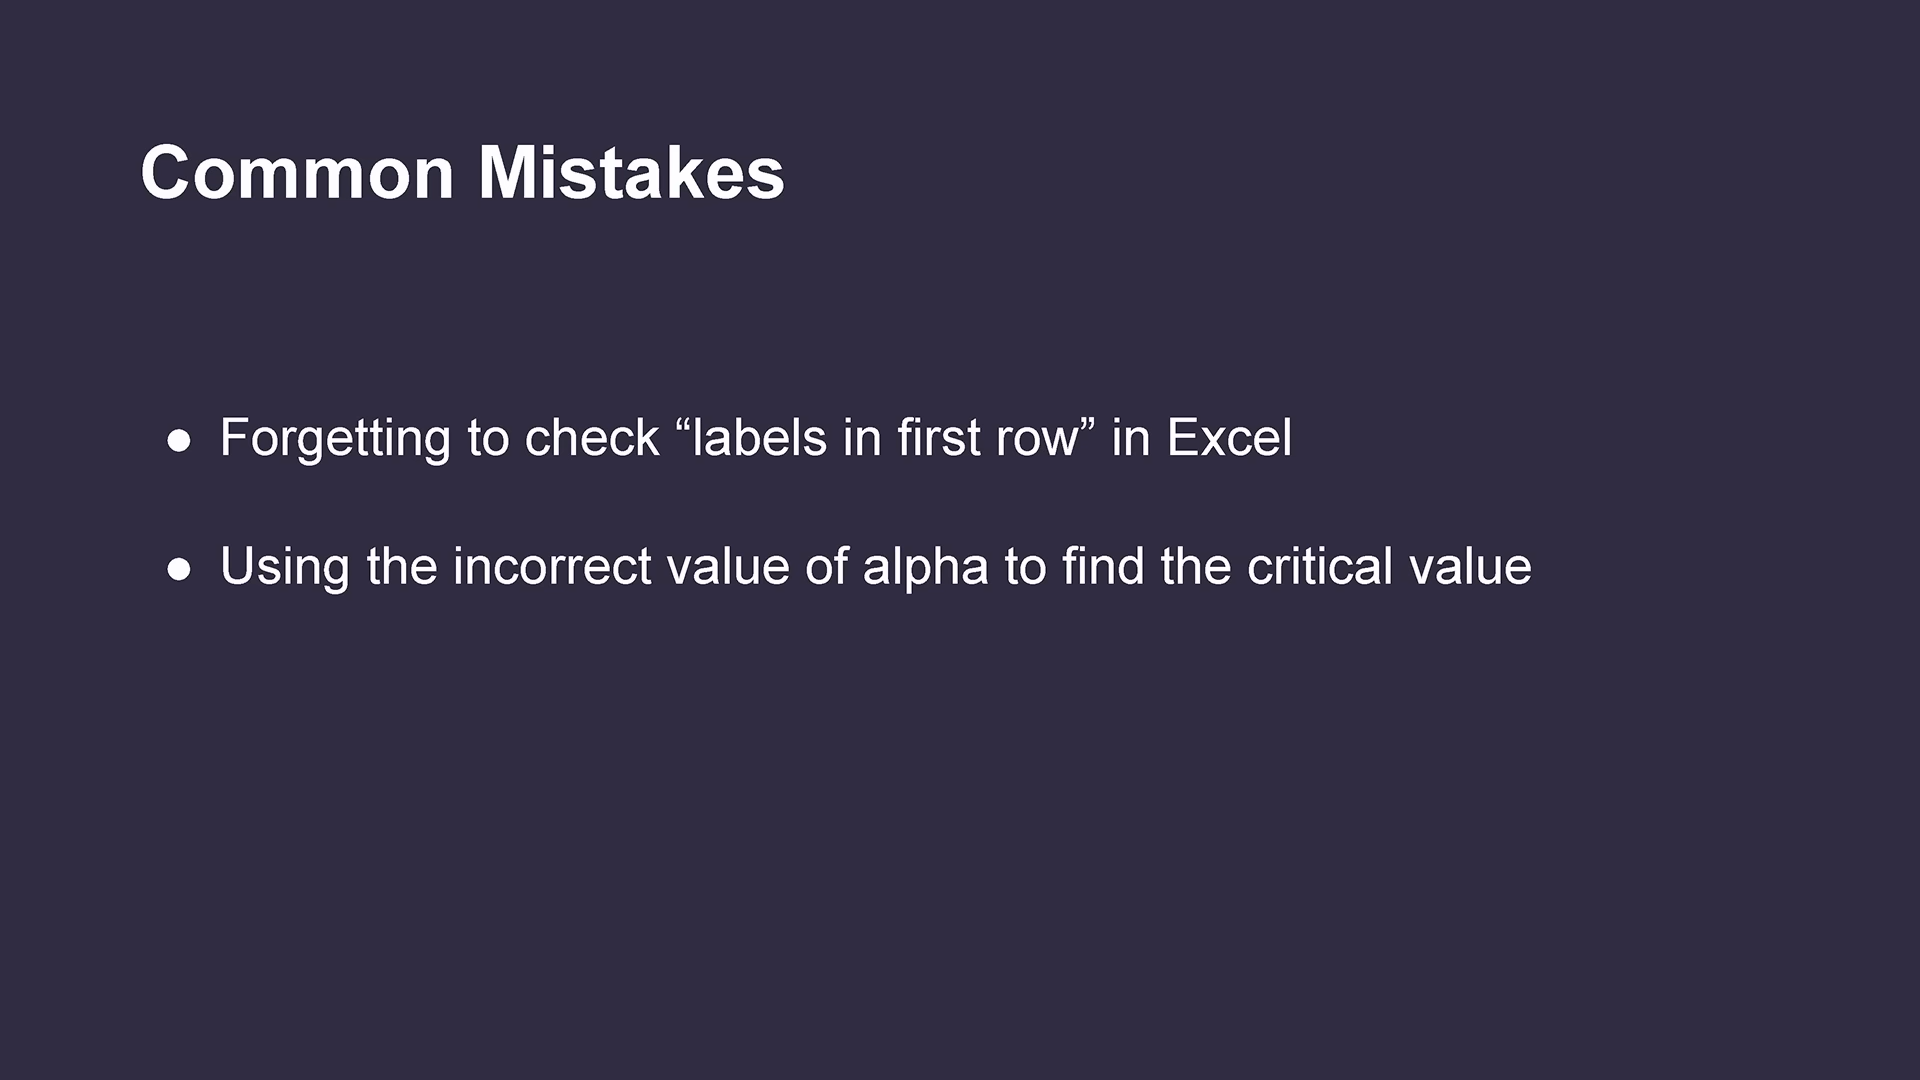 Common Mistakes
● Forgetting to check “labels in first row” in Excel
● Using the incorrect value of alpha to find the critical value